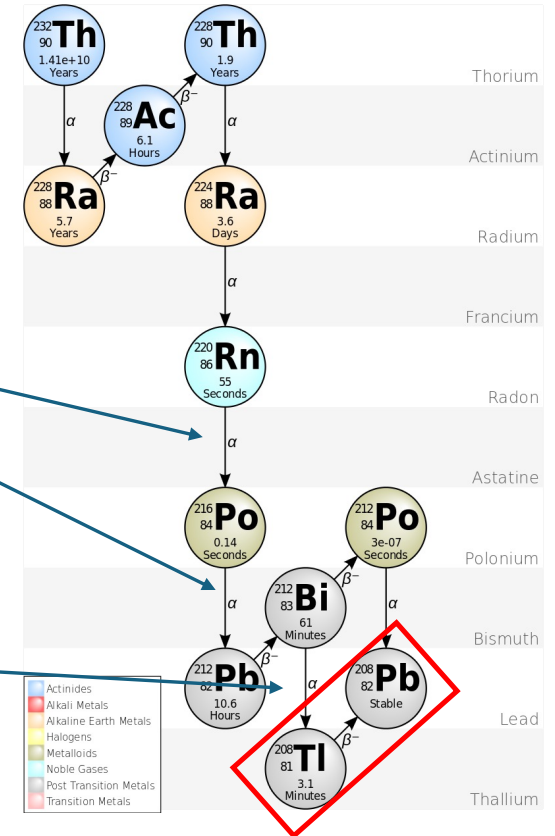 232
90 Th
1.41e+10
Years
228
90 Th
1.9
Years
Thorium
β−
α
228
89 Ac
6.1
Hours
α
Actinium
β−
228
88 Ra
5.7
Years
224
88 Ra
3.6
Days
Radium
α
Francium
220
86 Rn
55
Seconds
Radon
α
Astatine
216
84 Po
0.14
Seconds
212
84 Po
3e-07
Seconds
Polonium
β−
α
212
83 Bi
61
Minutes
α
Bismuth
β−
212
82 Pb
10.6
Hours
α
208
82 Pb
Stable
Lead
β−
208
81 Tl
3.1
Minutes
Thallium
Actinides
Alkali Metals
Alkaline Earth Metals
Halogens
Metalloids
Noble Gases
Post Transition Metals
Transition Metals